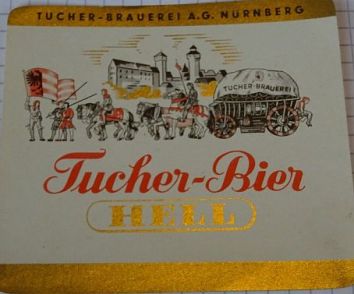 TUCHER-BRAUEREI A.G. NÜRNBERG
TUCHER-BRAUEREI
Tucher-Bier
HELL